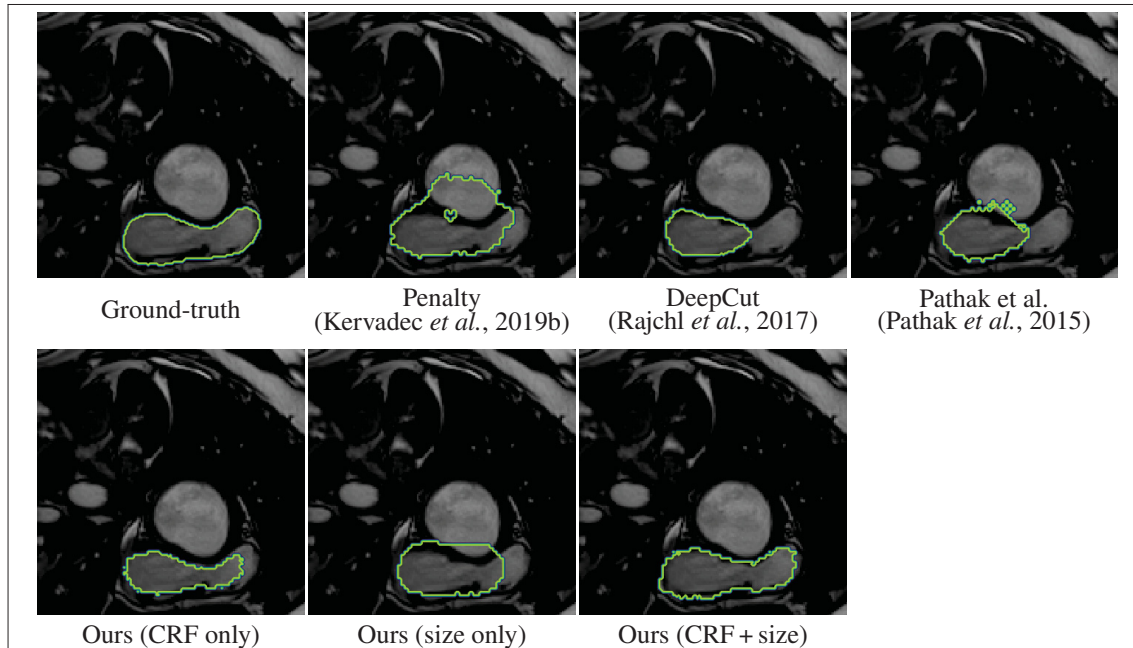 Ground-truth
Penalty
(Kervadec et al., 2019b)
DeepCut
(Rajchl et al., 2017)
Pathak et al.
(Pathak et al., 2015)
Ours (CRF only)
Ours (size only)
Ours (CRF + size)